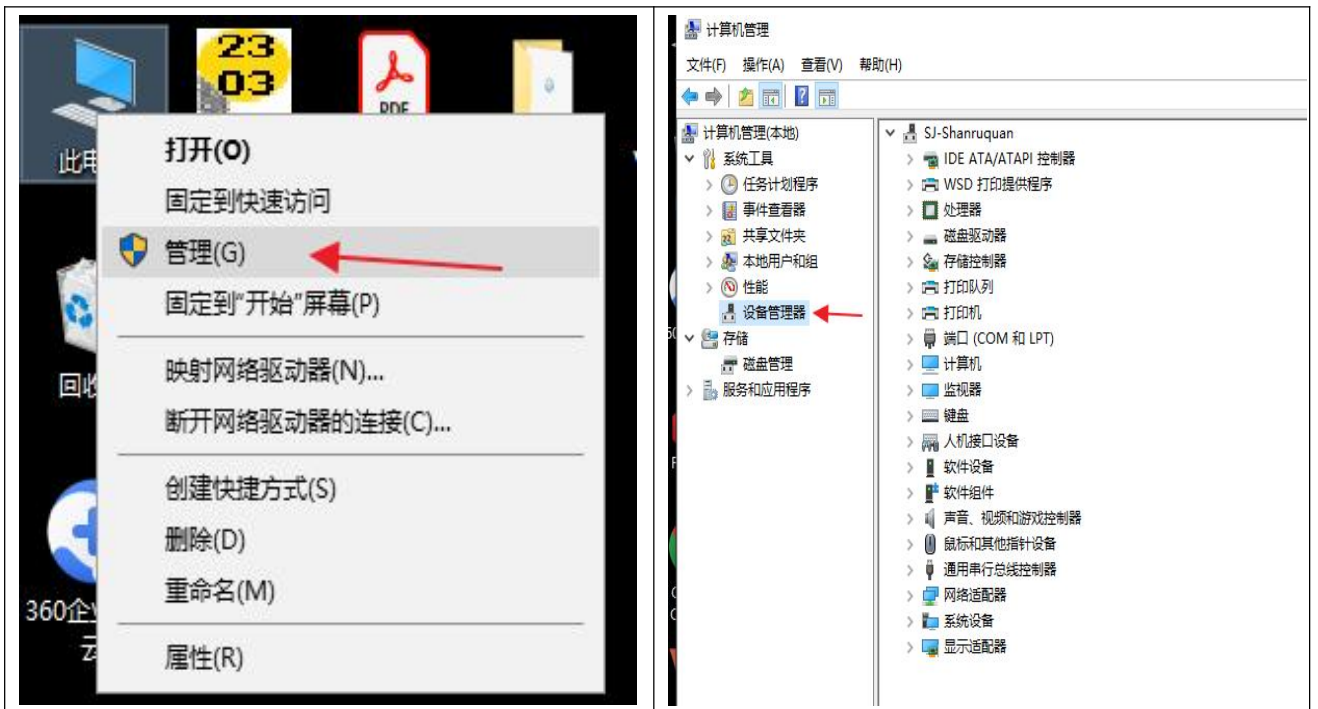 23
03
PDF
此电
打开(O)
固定到快速访问
管理(G)
固定到"开始"屏幕(P)
回收
映射网络驱动器(N)...
断开网络驱动器的连接(C)...
创建快捷方式(S)
删除(D)
重命名(M)
360企业
云
属性(R)
计算机管理
文件(F) 操作(A) 查看(V) 帮助(H)
计算机管理(本地)
系统工具
任务计划程序
事件查看器
共享文件夹
本地用户和组
性能
设备管理器
存储
磁盘管理
服务和应用程序
SJ-Shanruquan
IDE ATA/ATAPI 控制器
WSD 打印提供程序
处理器
磁盘驱动器
存储控制器
打印队列
打印机
端口 (COM 和 LPT)
计算机
监视器
键盘
人机接口设备
软件设备
软件组件
声音、视频和游戏控制器
鼠标和其他指针设备
通用串行总线控制器
网络适配器
系统设备
显示适配器